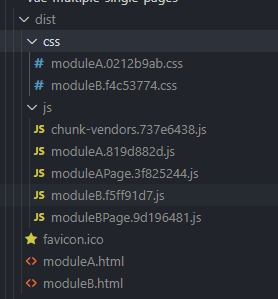 vue-multiple-single-pages
dist
css
# moduleA.0212b9ab.css
# moduleB.f4c53774.css
js
JS chunk-vendors.737e6438.js
JS moduleA.819d882d.js
JS moduleAPage.3f825244.js
JS moduleB.f5ff91d7.js
JS moduleBPage.9d196481.js
favicon.ico
<> moduleA.html
<> moduleB.html